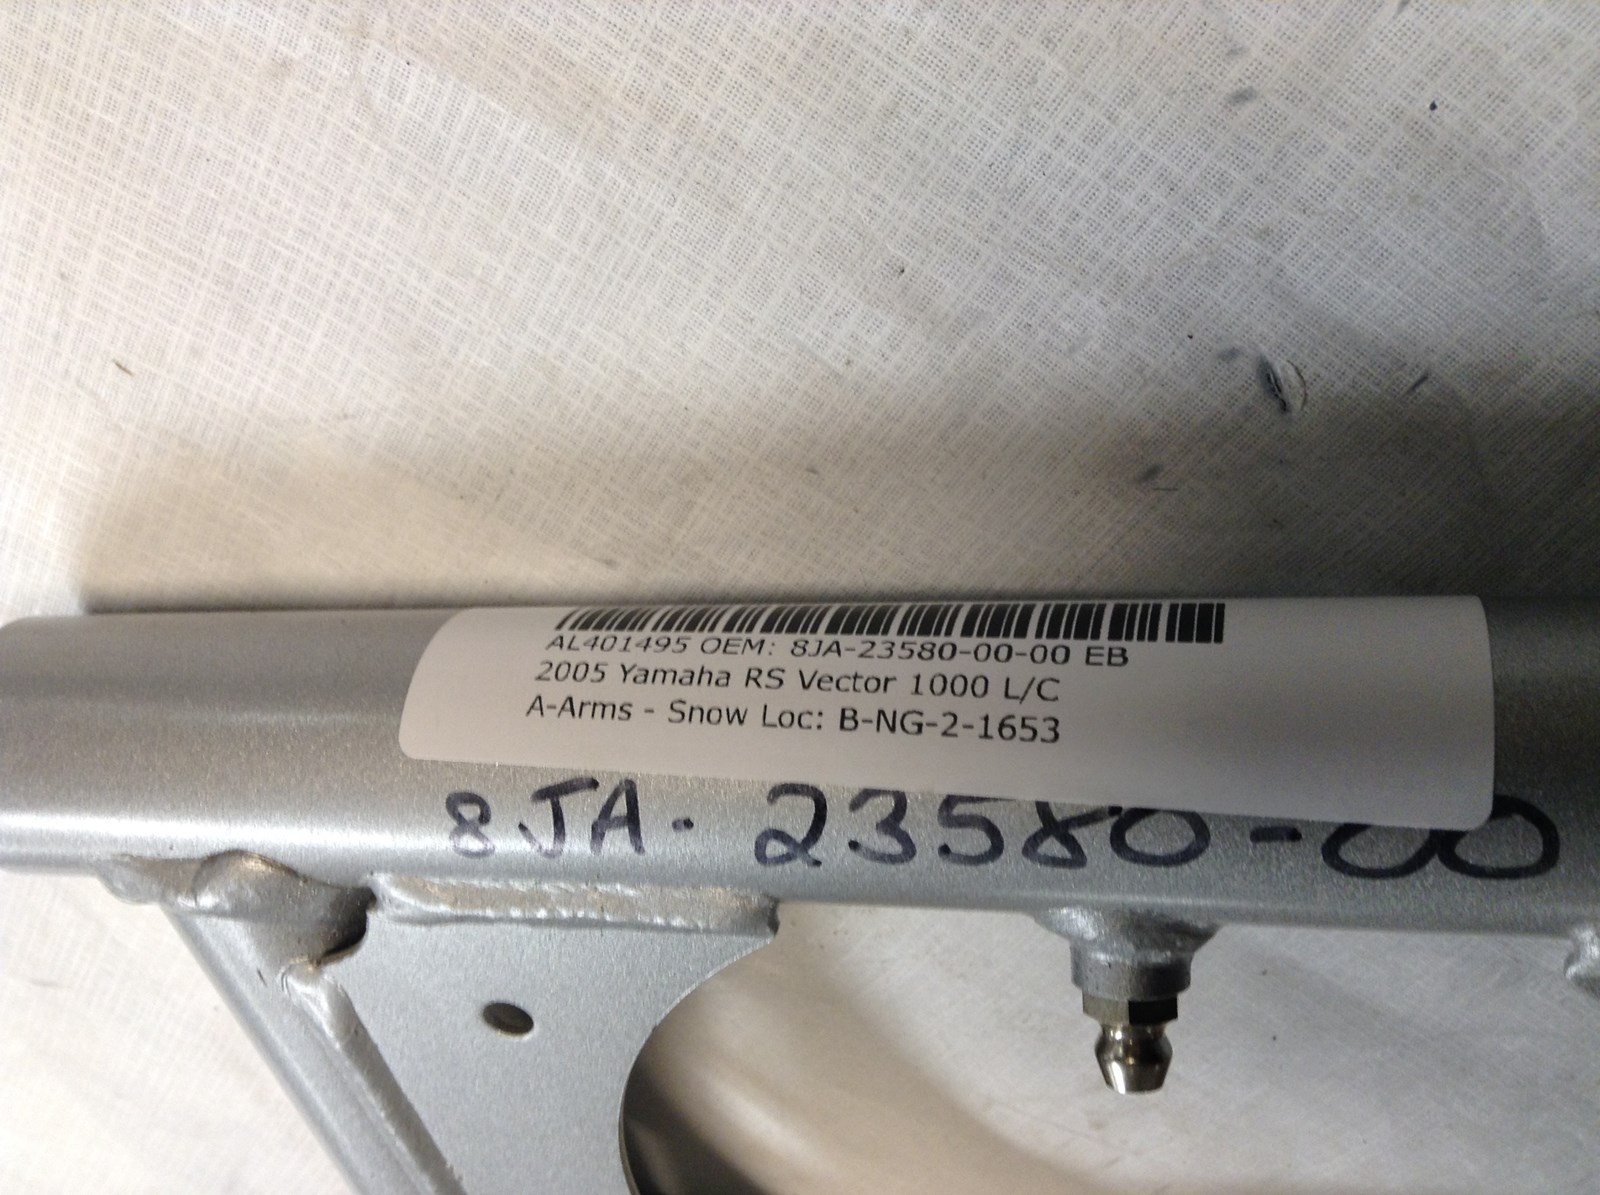 AL401495 OEM: 8JA-23580-00-00 EB
2005 Yamaha RS Vector 1000 L/C
A-Arms - Snow Loc: B-NG-2-1653
8JA-23580-00